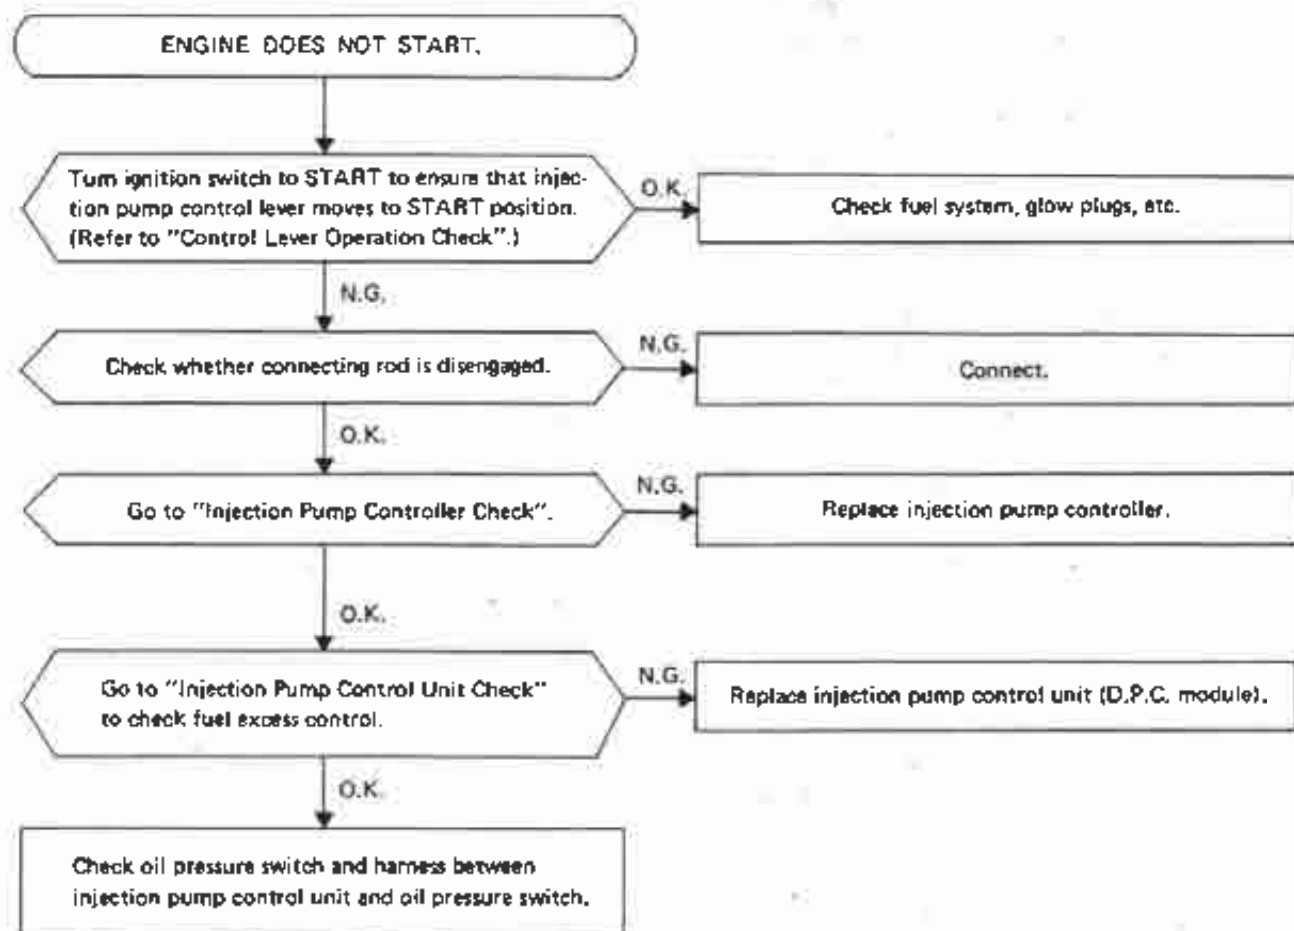 ENGINE DOES NOT START.
Turn ignition switch to START to ensure that injec-
tion pump control lever moves to START position.
(Refer to "Control Lever Operation Check".)
O.K.
Check fuel system, glow plugs, etc.
N.G.
Check whether connecting rod is disengaged.
N.G.
Connect.
O.K.
Go to "Injection Pump Controller Check".
N.G.
Replace injection pump controller.
O.K.
Go to "Injection Pump Control Unit Check"
to check fuel excess control.
N.G.
Replace injection pump control unit (D.P.C. module).
O.K.
Check oil pressure switch and harness between
injection pump control unit and oil pressure switch.